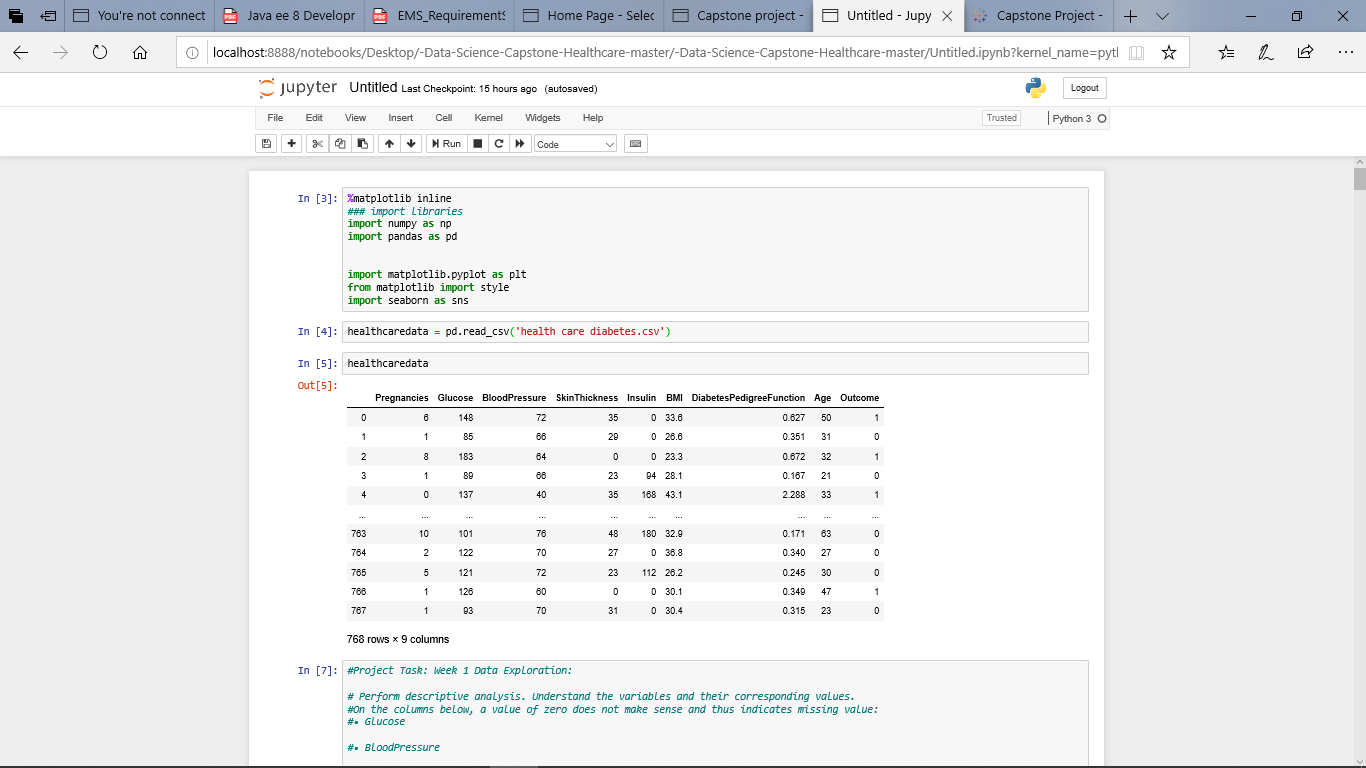 You're not connect
Java ee 8 Developr
EMS_Requirements
Home Page - Selec
Capstone project -
Untitled - Jupy
Capstone Project -
localhost:8888/notebooks/Desktop/-Data-Science-Capstone-Healthcare-master/-Data-Science-Capstone-Healthcare-master/Untitled.ipynb?kernel_name=pytl
jupyter Untitled Last Checkpoint: 15 hours ago (autosaved)
Logout
File Edit View Insert Cell Kernel Widgets Help
Trusted
Python 3
Run
Code
In [3]: %matplotlib inline
### import libraries
import numpy as np
import pandas as pd
import matplotlib.pyplot as plt
from matplotlib import style
import seaborn as sns
In [4]: healthcaredata = pd.read_csv('health care diabetes.csv')
In [5]: healthcaredata
Out[5]:
Pregnancies Glucose BloodPressure SkinThickness Insulin BMI DiabetesPedigreeFunction Age Outcome
0 6 148 72 35 0 33.6 0.627 50 1
1 1 85 66 29 0 26.6 0.351 31 0
2 8 183 64 0 0 23.3 0.672 32 1
3 1 89 66 23 94 28.1 0.167 21 0
4 0 137 40 35 168 43.1 2.288 33 1
... ... ... ... ... ... ... ... ... ...
763 10 101 76 48 180 32.9 0.171 63 0
764 2 122 70 27 0 36.8 0.340 27 0
765 5 121 72 23 112 26.2 0.245 30 0
766 1 126 60 0 0 30.1 0.349 47 1
767 1 93 70 31 0 30.4 0.315 23 0
768 rows × 9 columns
In [7]: #Project Task: Week 1 Data Exploration:
# Perform descriptive analysis. Understand the variables and their corresponding values.
#On the columns below, a value of zero does not make sense and thus indicates missing value:
#• Glucose
#• BloodPressure